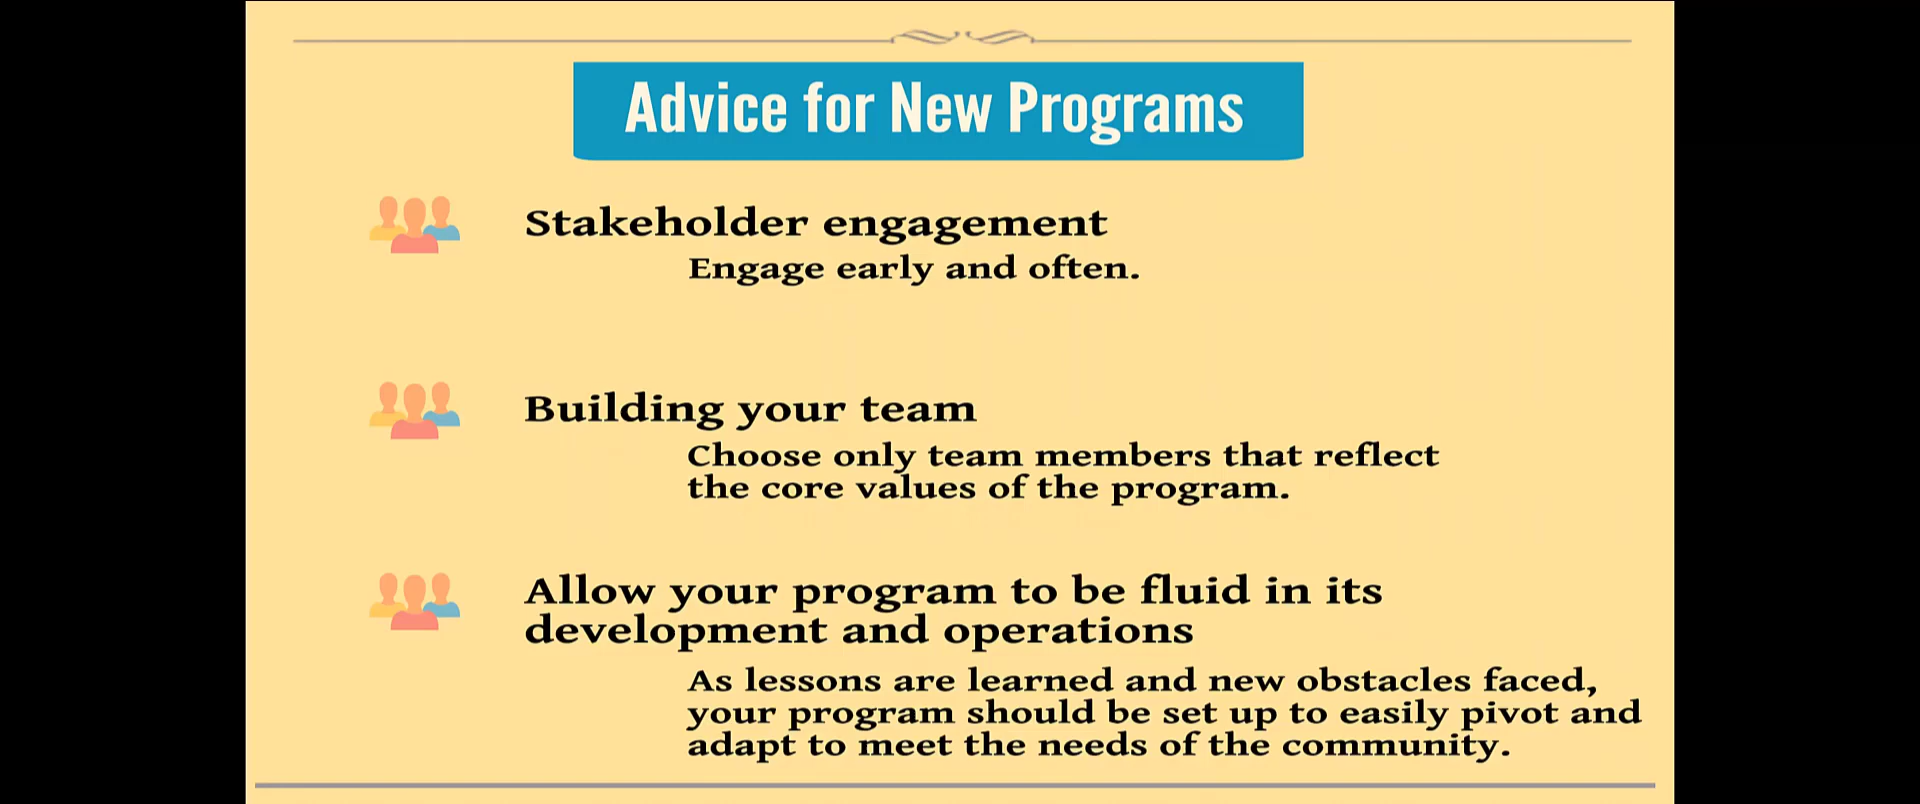 Advice for New Programs
Stakeholder engagement
Engage early and often.
Building your team
Choose only team members that reflect
the core values of the program.
Allow your program to be fluid in its
development and operations
As lessons are learned and new obstacles faced,
your program should be set up to easily pivot and
adapt to meet the needs of the community.